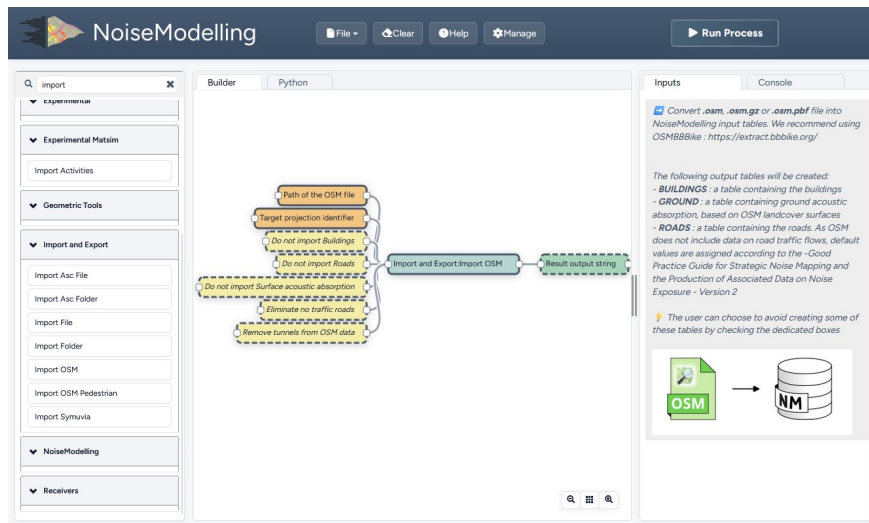 NoiseModelling
File
Clear
Help
Manage
Run Process
import
Experimental
Experimental Matsim
Import Activities
Geometric Tools
Import and Export
Import Asc File
Import Asc Folder
Import File
Import Folder
Import OSM
Import OSM Pedestrian
Import Symuvia
NoiseModelling
Receivers
Builder
Python
Path of the OSM file
Target projection identifier
Do not import Buildings
Do not import Roads
Do not import Surface acoustic absorption
Eliminate no traffic roads
Remove tunnels from OSM data
Import and Export:Import OSM
Result output string
Inputs
Console
Convert .osm, .osm.gz or .osm.pbf file into
NoiseModelling input tables. We recommend using
OSMBBBike : https://extract.bbbike.org/
The following output tables will be created:
- BUILDINGS : a table containing the buildings
- GROUND : a table containing ground acoustic
absorption, based on OSM landcover surfaces
- ROADS : a table containing the roads. As OSM
does not include data on road traffic flows, default
values are assigned according to the -Good
Practice Guide for Strategic Noise Mapping and
the Production of Associated Data on Noise
Exposure - Version 2
The user can choose to avoid creating some of
these tables by checking the dedicated boxes
OSM
NM